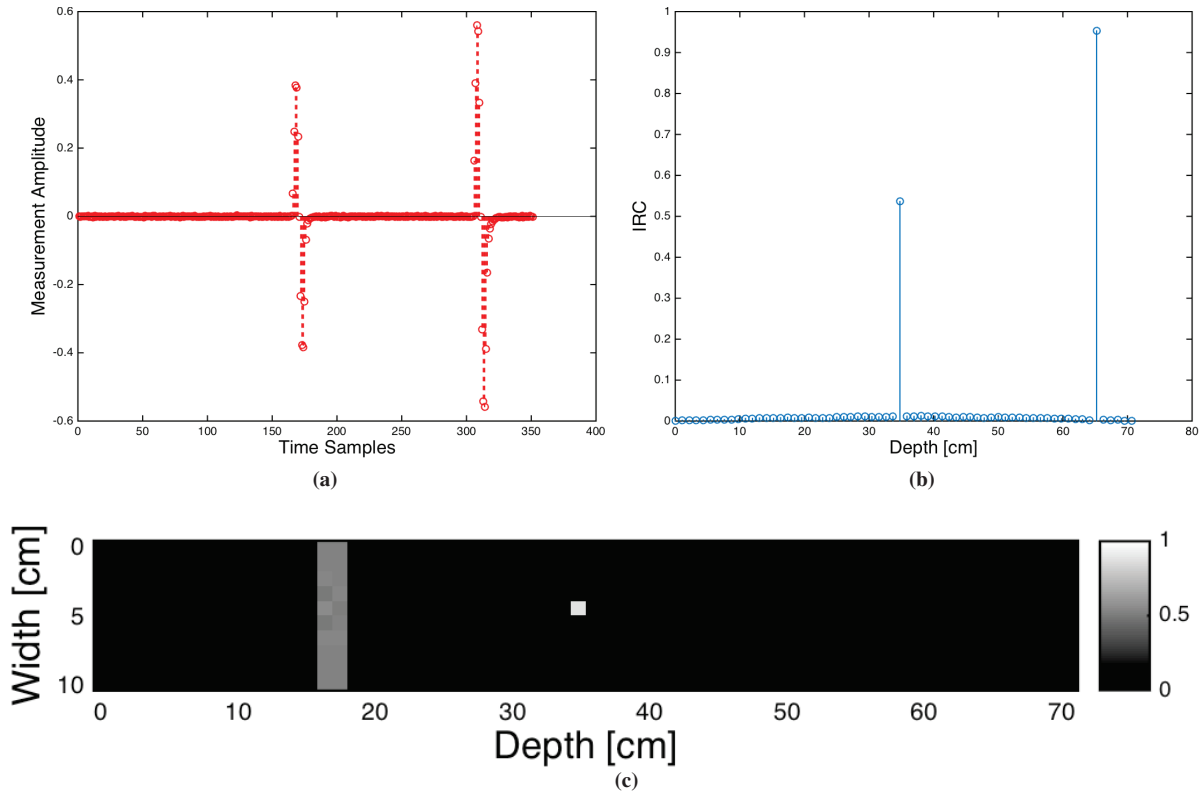 0.6
0.4
0.2
0
-0.2
-0.4
-0.6
Measurement Amplitude
0 50 100 150 200 250 300 350 400
Time Samples
(a)
1
0.9
0.8
0.7
0.6
0.5
0.4
0.3
0.2
0.1
0
IRC
0 10 20 30 40 50 60 70 80
Depth [cm]
(b)
Width [cm]
0
5
10
0 10 20 30 40 50 60 70
Depth [cm]
1
0.5
0
(c)